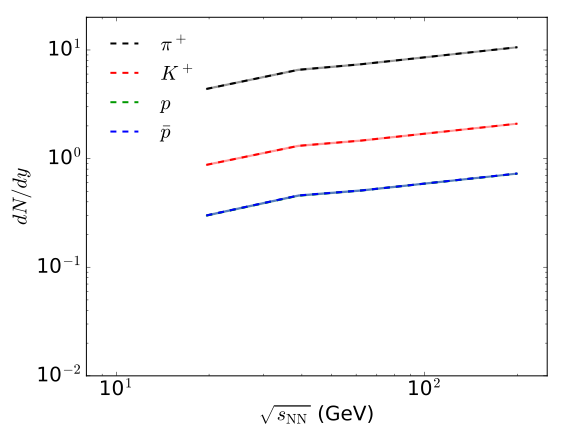 10¹
10⁰
10⁻¹
10⁻²
dN/dy
π⁺
K⁺
p
p̄
10¹ 10²
√s_NN (GeV)